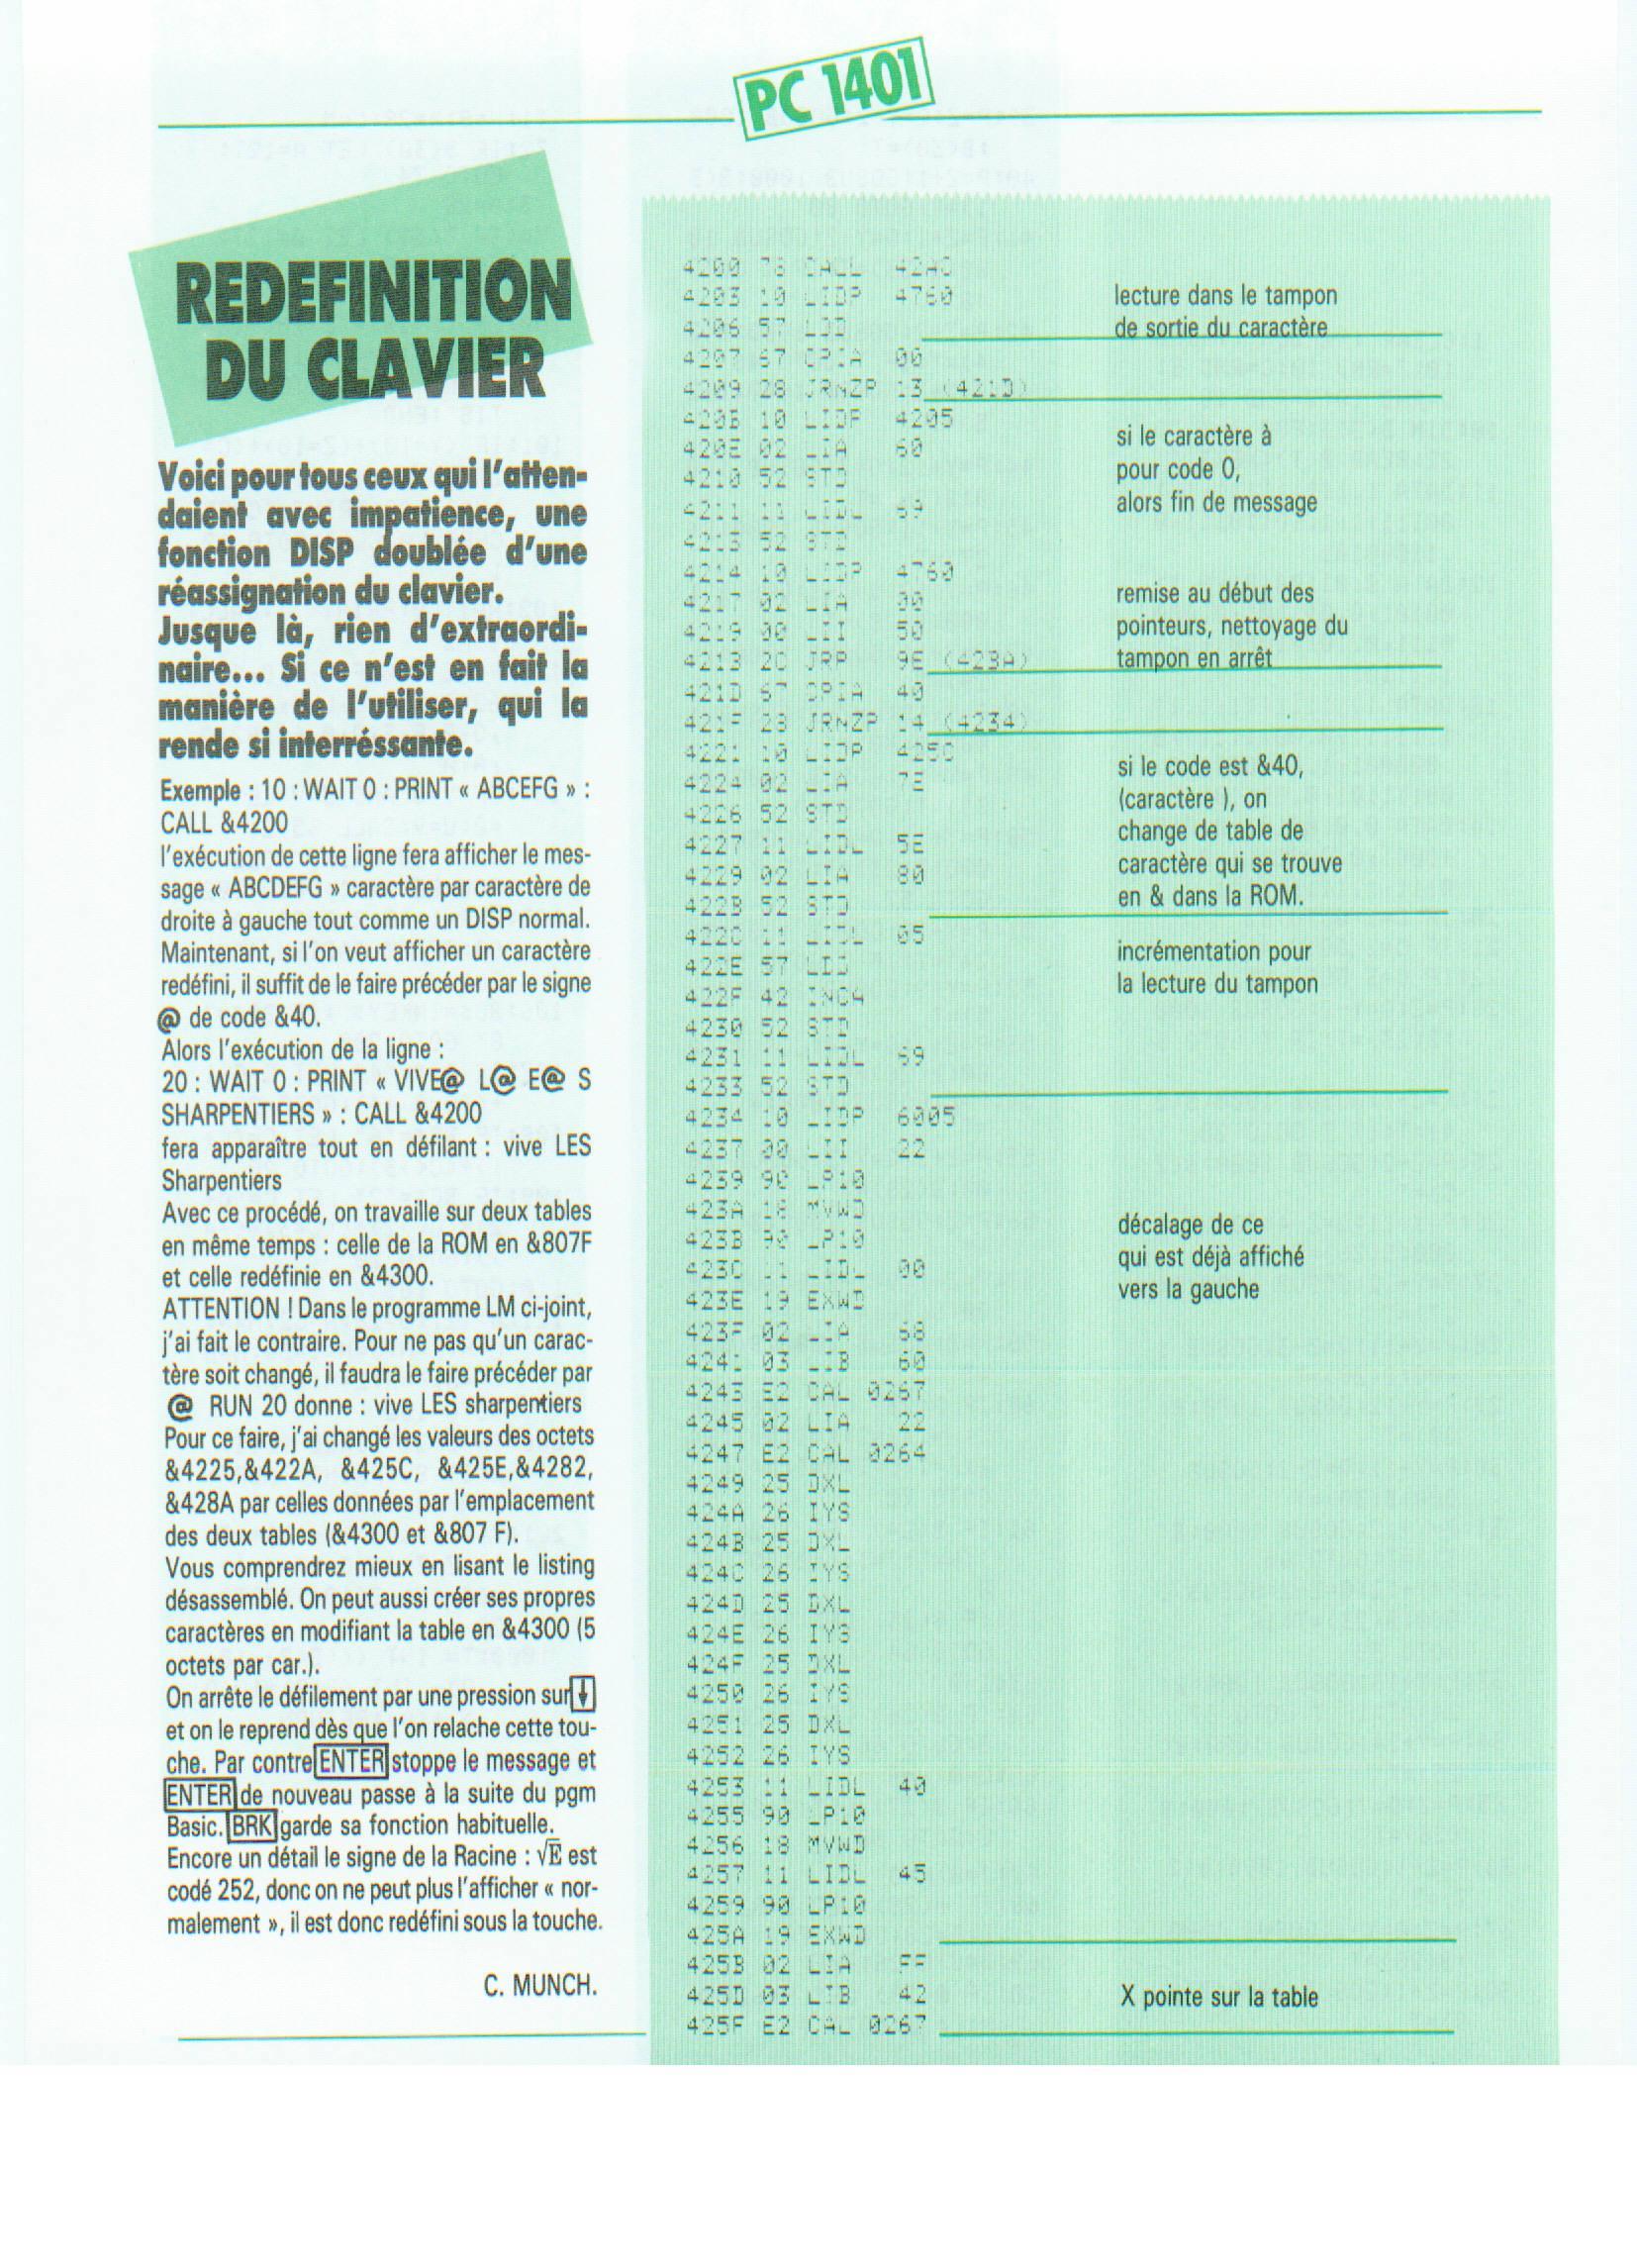 PC 1401
REDEFINITION
DU CLAVIER
Voici pour tous ceux qui l'atten-
daient avec impatience, une
fonction DISP doublée d'une
réassignation du clavier.
Jusque là, rien d'extraordi-
naire... Si ce n'est en fait la
manière de l'utiliser, qui la
rende si interréssante.
Exemple : 10 : WAIT 0 : PRINT « ABCEFG » :
CALL &4200
l'exécution de cette ligne fera afficher le mes-
sage « ABCDEFG » caractère par caractère de
droite à gauche tout comme un DISP normal.
Maintenant, si l'on veut afficher un caractère
redéfini, il suffit de le faire précéder par le signe
@ de code &40.
Alors l'exécution de la ligne :
20 : WAIT 0 : PRINT « VIVE@ L@ E@ S
SHARPENTIERS » : CALL &4200
fera apparaître tout en défilant : vive LES
Sharpentiers
Avec ce procédé, on travaille sur deux tables
en même temps : celle de la ROM en &807F
et celle redéfinie en &4300.
ATTENTION ! Dans le programme LM ci-joint,
j'ai fait le contraire. Pour ne pas qu'un carac-
tère soit changé, il faudra le faire précéder par
@ RUN 20 donne : vive LES sharpentiers
Pour ce faire, j'ai changé les valeurs des octets
&4225,&422A, &425C, &425E,&4282,
&428A par celles données par l'emplacement
des deux tables (&4300 et &807 F).
Vous comprendrez mieux en lisant le listing
désassemblé. On peut aussi créer ses propres
caractères en modifiant la table en &4300 (5
octets par car.).
On arrête le défilement par une pression sur ↓
et on le reprend dès que l'on relache cette tou-
che. Par contre ENTER stoppe le message et
ENTER de nouveau passe à la suite du pgm
Basic. BRK garde sa fonction habituelle.
Encore un détail le signe de la Racine : √E est
codé 252, donc on ne peut plus l'afficher « nor-
malement », il est donc redéfini sous la touche.
C. MUNCH.
4200 78 CALL 42AC
4203 10 LIDP 4760
4206 57 LDD
4207 67 CPIA 00
4209 28 JRNZP 13 (421D)
420B 10 LIDP 4205
420E 02 LIA 60
4210 52 STD
4211 11 LIDL 69
4213 52 STD
4214 10 LIDP 4760
4217 02 LIA 00
4219 00 LII 50
421B 2C JRP 9E (423A)
421D 67 CPIA 40
421F 28 JRNZP 14 (4234)
4221 10 LIDP 425C
4224 02 LIA 7E
4226 52 STD
4227 11 LIDL 5E
4229 02 LIA 80
422B 52 STD
422C 11 LIDL 05
422E 57 LDD
422F 42 INCA
4230 52 STD
4231 11 LIDL 69
4233 52 STD
4234 10 LIDP 6005
4237 00 LII 22
4239 90 LP10
423A 18 MVWD
423B 90 LP10
423C 11 LIDL 00
423E 19 EXWD
423F 02 LIA 68
4241 03 LIB 60
4243 E2 CAL 0267
4245 02 LIA 22
4247 E2 CAL 0264
4249 25 DXL
424A 26 IYS
424B 25 DXL
424C 26 IYS
424D 25 DXL
424E 26 IYS
424F 25 DXL
4250 26 IYS
4251 25 DXL
4252 26 IYS
4253 11 LIDL 40
4255 90 LP10
4256 18 MVWD
4257 11 LIDL 45
4259 90 LP10
425A 19 EXWD
425B 02 LIA FF
425D 03 LIB 42
425F E2 CAL 0267
lecture dans le tampon
de sortie du caractère
si le caractère à
pour code 0,
alors fin de message
remise au début des
pointeurs, nettoyage du
tampon en arrêt
si le code est &40,
(caractère ), on
change de table de
caractère qui se trouve
en & dans la ROM.
incrémentation pour
la lecture du tampon
décalage de ce
qui est déjà affiché
vers la gauche
X pointe sur la table